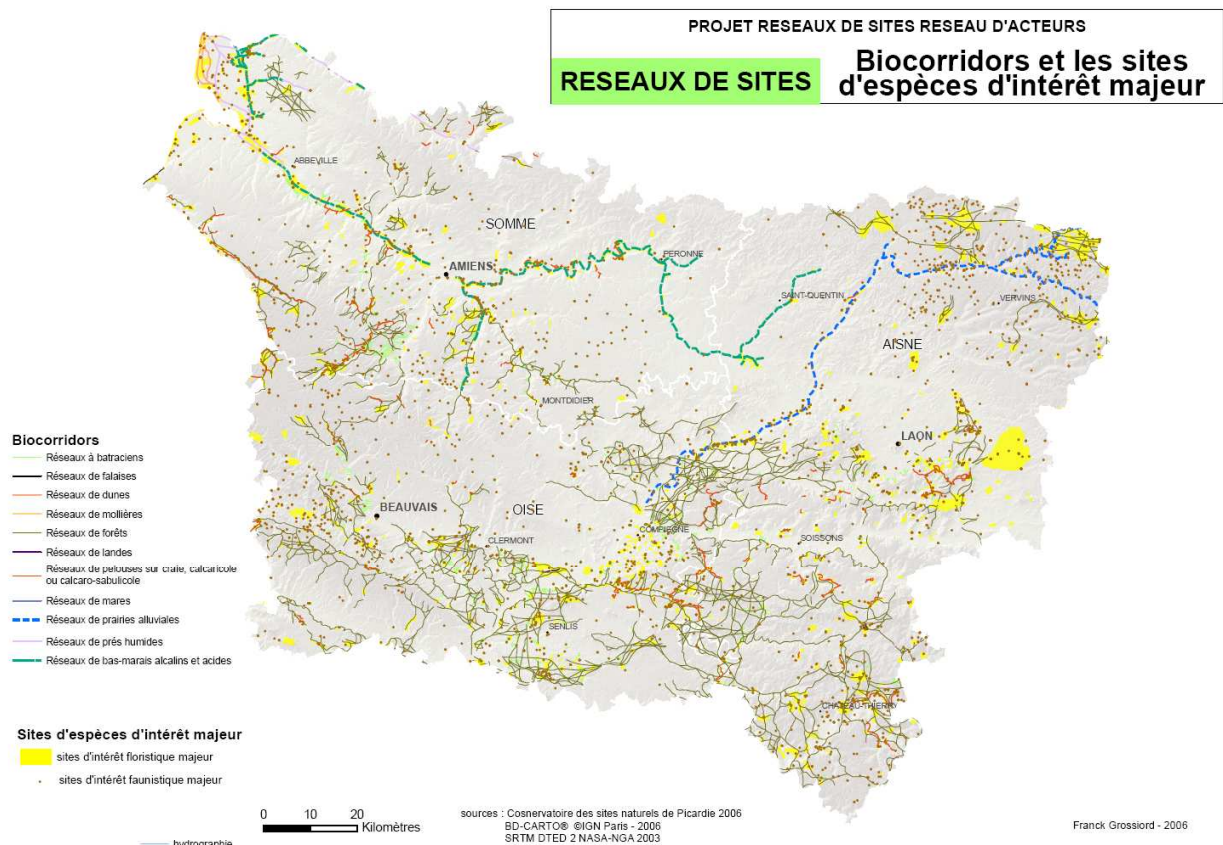 PROJET RESEAUX DE SITES RESEAU D'ACTEURS
RESEAUX DE SITES
Biocorridors et les sites
d'espèces d'intérêt majeur
ABBEVILLE
SOMME
AMIENS
PERONNE
SAINT-QUENTIN
VERVINS
AISNE
MONTDIDIER
LAON
BEAUVAIS
OISE
COMPIEGNE
CLERMONT
SOISSONS
SENLIS
CHATEAU-THIERRY
Biocorridors
Réseaux à batraciens
Réseaux de falaises
Réseaux de dunes
Réseaux de mollières
Réseaux de forêts
Réseaux de landes
Réseaux de pelouses sur craie, calcaricole
ou calcaro-sabulicole
Réseaux de mares
Réseaux de prairies alluviales
Réseaux de prés humides
Réseaux de bas-marais alcalins et acides
Sites d'espèces d'intérêt majeur
sites d'intérêt floristique majeur
sites d'intérêt faunistique majeur
hydrographie
0 10 20
Kilomètres
sources : Cosnservatoire des sites naturels de Picardie 2006
BD-CARTO® ©IGN Paris - 2006
SRTM DTED 2 NASA-NGA 2003
Franck Grossiord - 2006